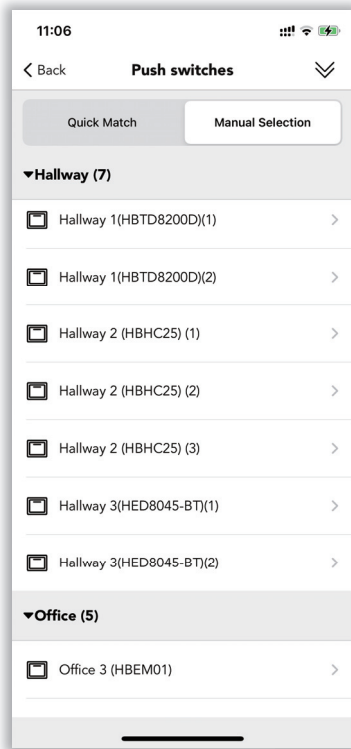 11:06
Back
Push switches
Quick Match
Manual Selection
Hallway (7)
Hallway 1(HBTD8200D)(1)
Hallway 1(HBTD8200D)(2)
Hallway 2 (HBHC25) (1)
Hallway 2 (HBHC25) (2)
Hallway 2 (HBHC25) (3)
Hallway 3(HED8045-BT)(1)
Hallway 3(HED8045-BT)(2)
Office (5)
Office 3 (HBEM01)